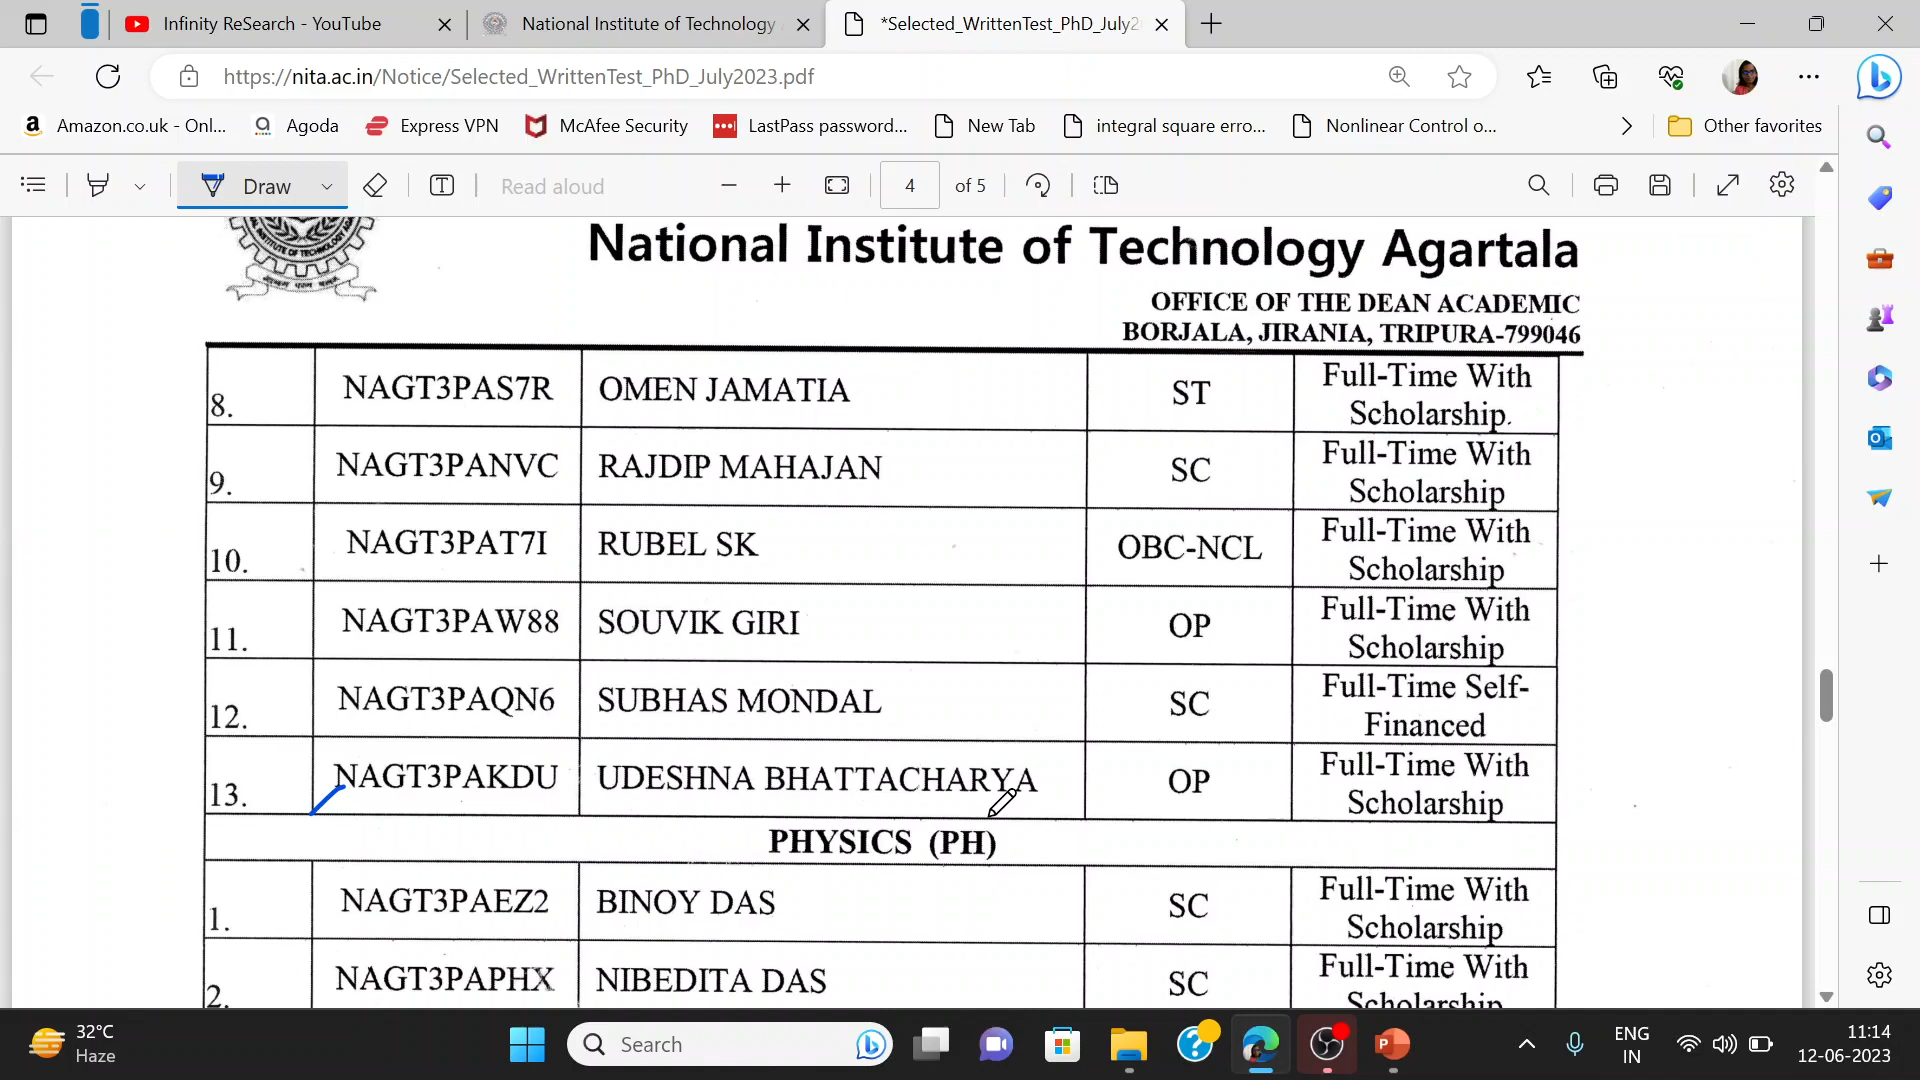 Infinity ReSearch - YouTube
National Institute of Technology
*Selected_WrittenTest_PhD_July2
https://nita.ac.in/Notice/Selected_WrittenTest_PhD_July2023.pdf
Amazon.co.uk - Onl...
Agoda
Express VPN
McAfee Security
LastPass password...
New Tab
integral square erro...
Nonlinear Control o...
Other favorites
Draw
Read aloud
4 of 5
National Institute of Technology Agartala
OFFICE OF THE DEAN ACADEMIC
BORJALA, JIRANIA, TRIPURA-799046
8. NAGT3PAS7R OMEN JAMATIA ST Full-Time With Scholarship.
9. NAGT3PANVC RAJDIP MAHAJAN SC Full-Time With Scholarship
10. NAGT3PAT7I RUBEL SK OBC-NCL Full-Time With Scholarship
11. NAGT3PAW88 SOUVIK GIRI OP Full-Time With Scholarship
12. NAGT3PAQN6 SUBHAS MONDAL SC Full-Time Self-Financed
13. NAGT3PAKDU UDESHNA BHATTACHARYA OP Full-Time With Scholarship
PHYSICS (PH)
1. NAGT3PAEZ2 BINOY DAS SC Full-Time With Scholarship
2. NAGT3PAPHX NIBEDITA DAS SC Full-Time With Scholarship
32°C
Haze
Search
ENG
IN
11:14
12-06-2023